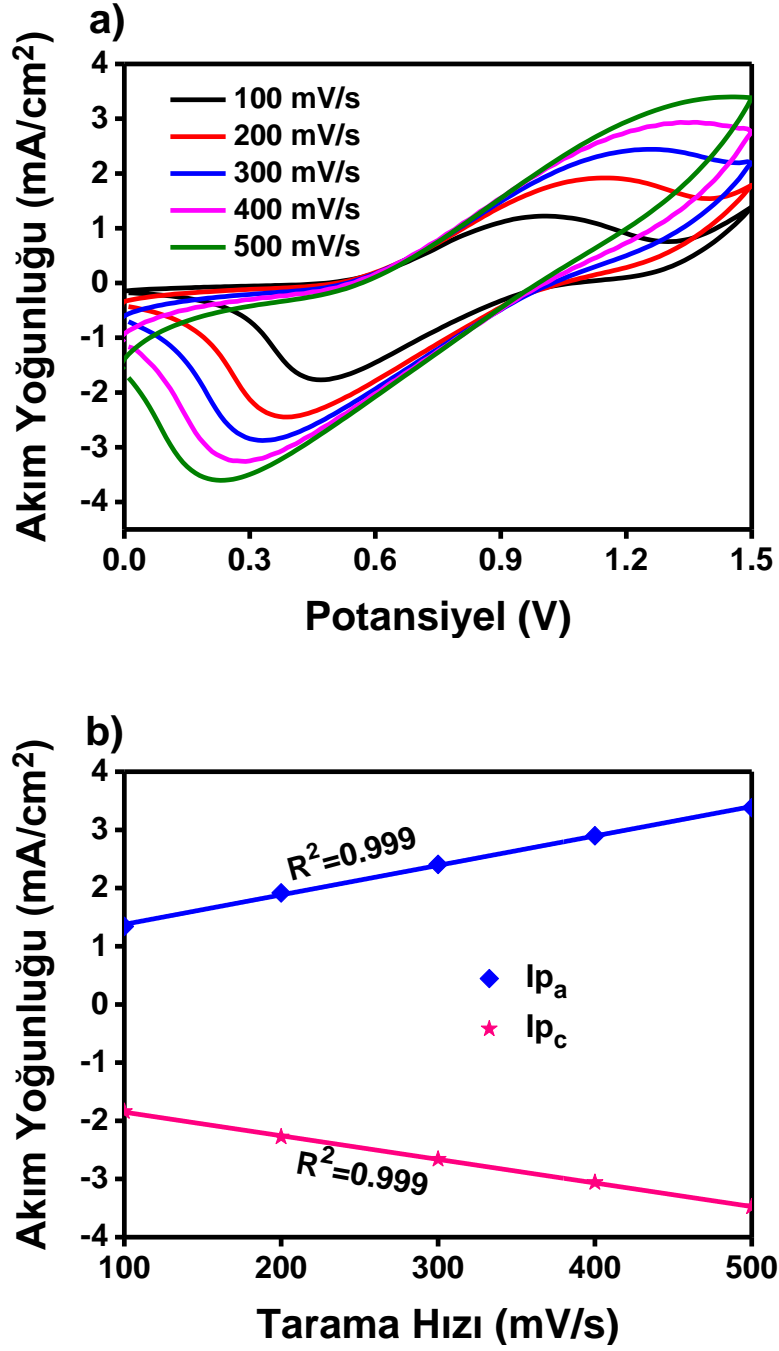 a)
Akım Yoğunluğu (mA/cm²)
4
3
2
1
0
-1
-2
-3
-4
100 mV/s
200 mV/s
300 mV/s
400 mV/s
500 mV/s
0.0 0.3 0.6 0.9 1.2 1.5
Potansiyel (V)
b)
Akım Yoğunluğu (mA/cm²)
4
3
2
1
0
-1
-2
-3
-4
R²=0.999
Ipₐ
Ip_c
R²=0.999
100 200 300 400 500
Tarama Hızı (mV/s)